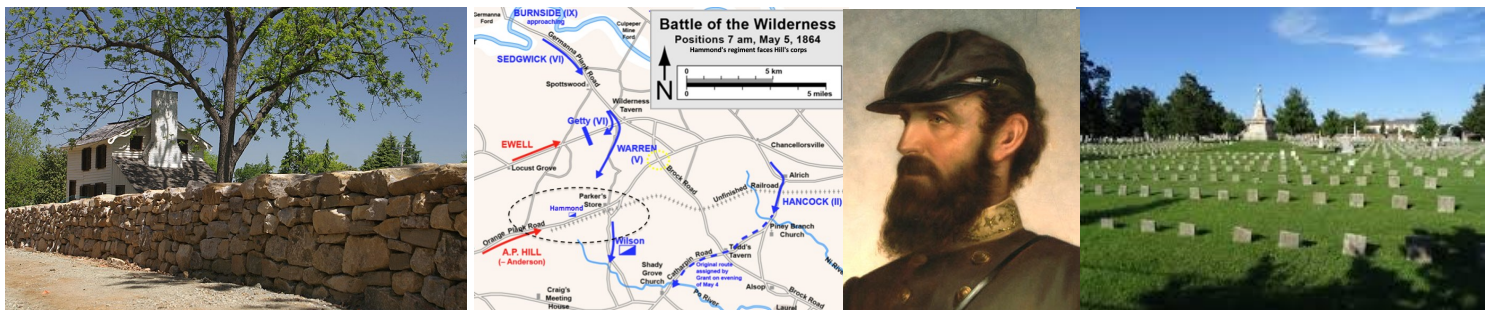 Battle of the Wilderness
Positions 7 am, May 5, 1864
Hammond's regiment faces Hill's corps
0 5 km
0 5 miles
N
Germanna
Ford
BURNSIDE (IX)
approaching
Culpeper
Mine
Ford
Germanna Plank Road
SEDGWICK (VI)
Spottswood
Wilderness
Tavern
Getty (VI)
EWELL
WARREN
(V)
Chancellorsville
Locust Grove
Brock Road
Alrich
Unfinished Railroad
Parker's
Store
Hammond
HANCOCK (II)
Orange Plank Road
Piney Branch
Church
A.P. HILL
(– Anderson)
Wilson
Todd's
Tavern
Catharpin Road
Shady
Grove
Church
Original route
assigned by
Grant on evening
of May 4
Ni River
Po River
Alsop
Brock Road
Craig's
Meeting
House
Laurel